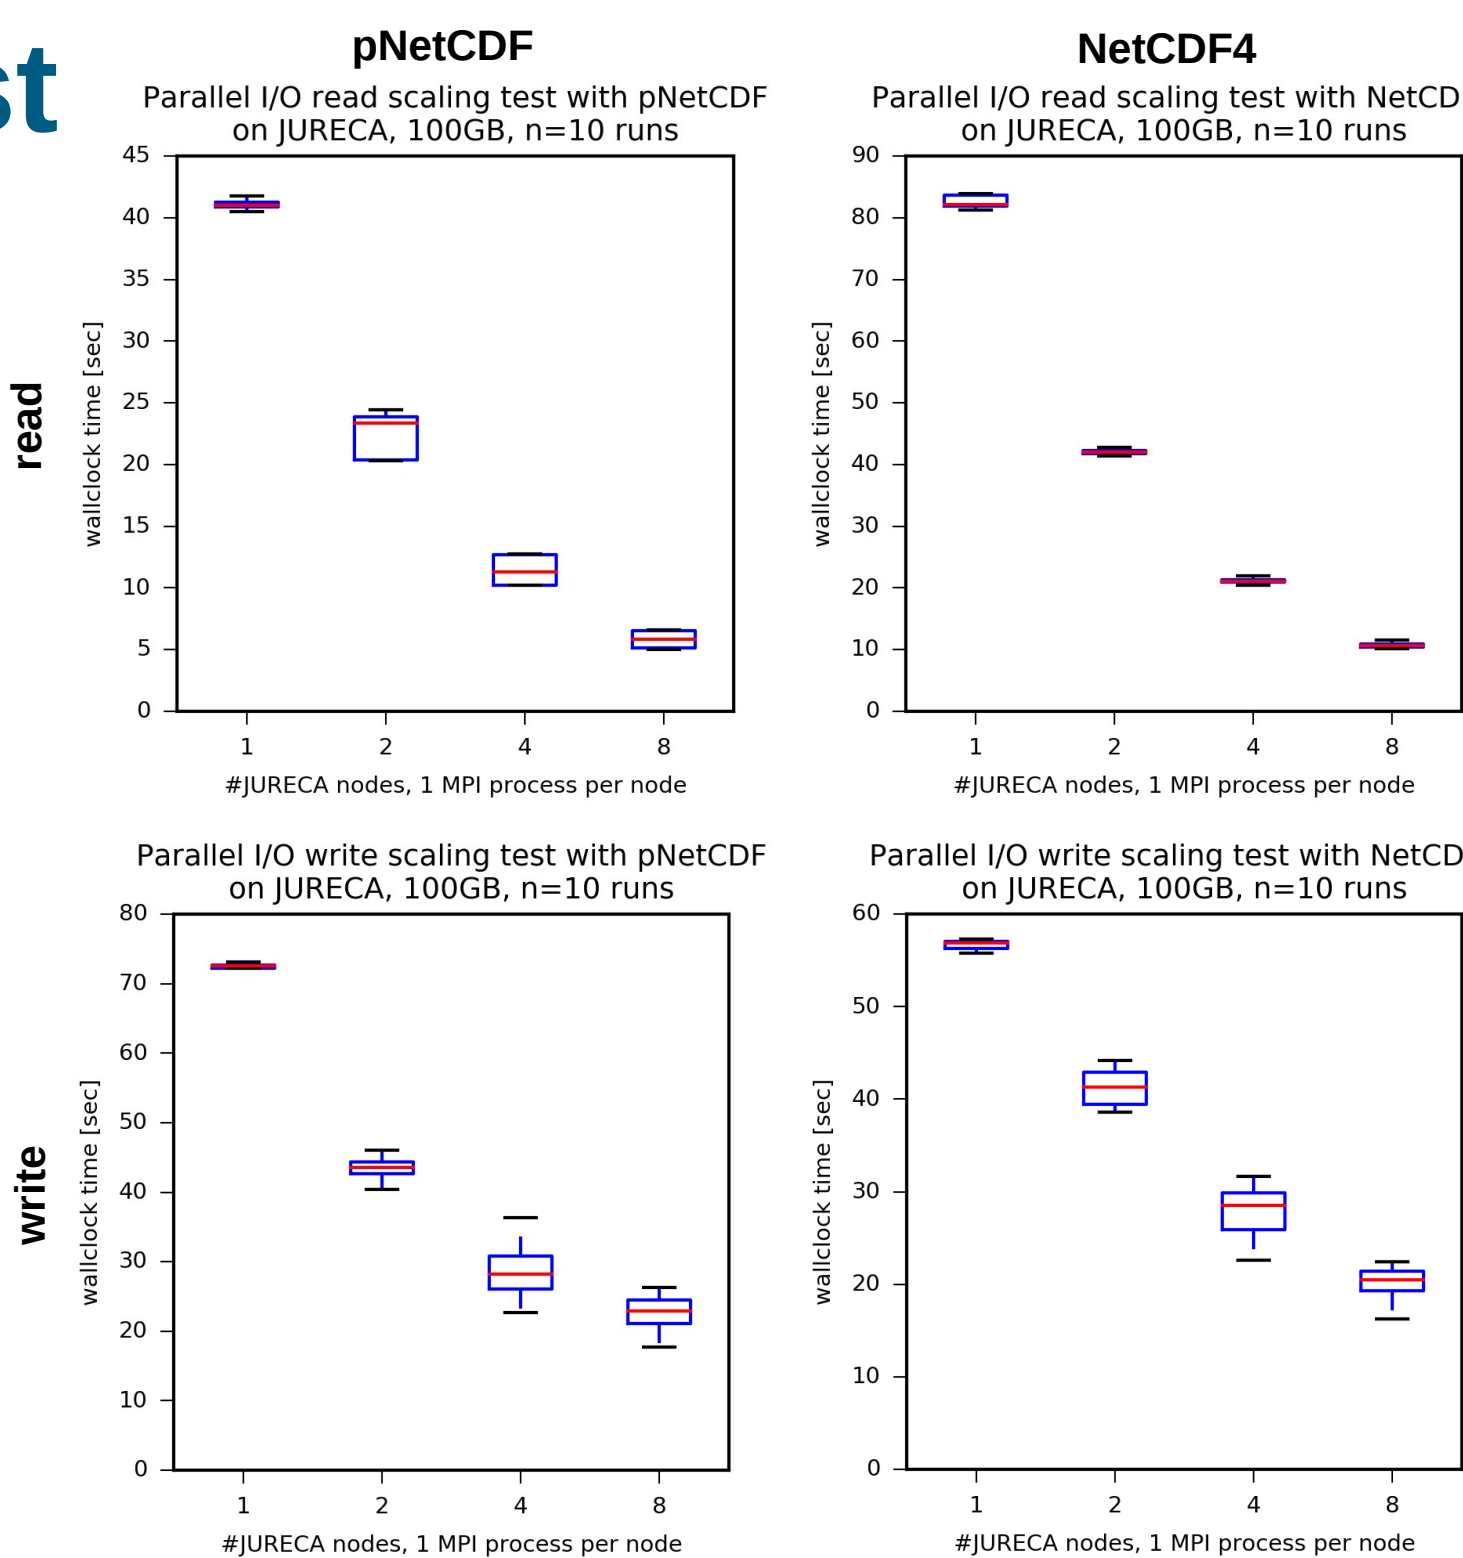 st
pNetCDF
NetCDF4
read
Parallel I/O read scaling test with pNetCDF
on JURECA, 100GB, n=10 runs
45
40
35
30
25
20
15
10
5
0
wallclock time [sec]
1 2 4 8
#JURECA nodes, 1 MPI process per node
Parallel I/O read scaling test with NetCD
on JURECA, 100GB, n=10 runs
90
80
70
60
50
40
30
20
10
0
wallclock time [sec]
1 2 4 8
#JURECA nodes, 1 MPI process per node
write
Parallel I/O write scaling test with pNetCDF
on JURECA, 100GB, n=10 runs
80
70
60
50
40
30
20
10
0
wallclock time [sec]
1 2 4 8
#JURECA nodes, 1 MPI process per node
Parallel I/O write scaling test with NetCD
on JURECA, 100GB, n=10 runs
60
50
40
30
20
10
0
wallclock time [sec]
1 2 4 8
#JURECA nodes, 1 MPI process per node